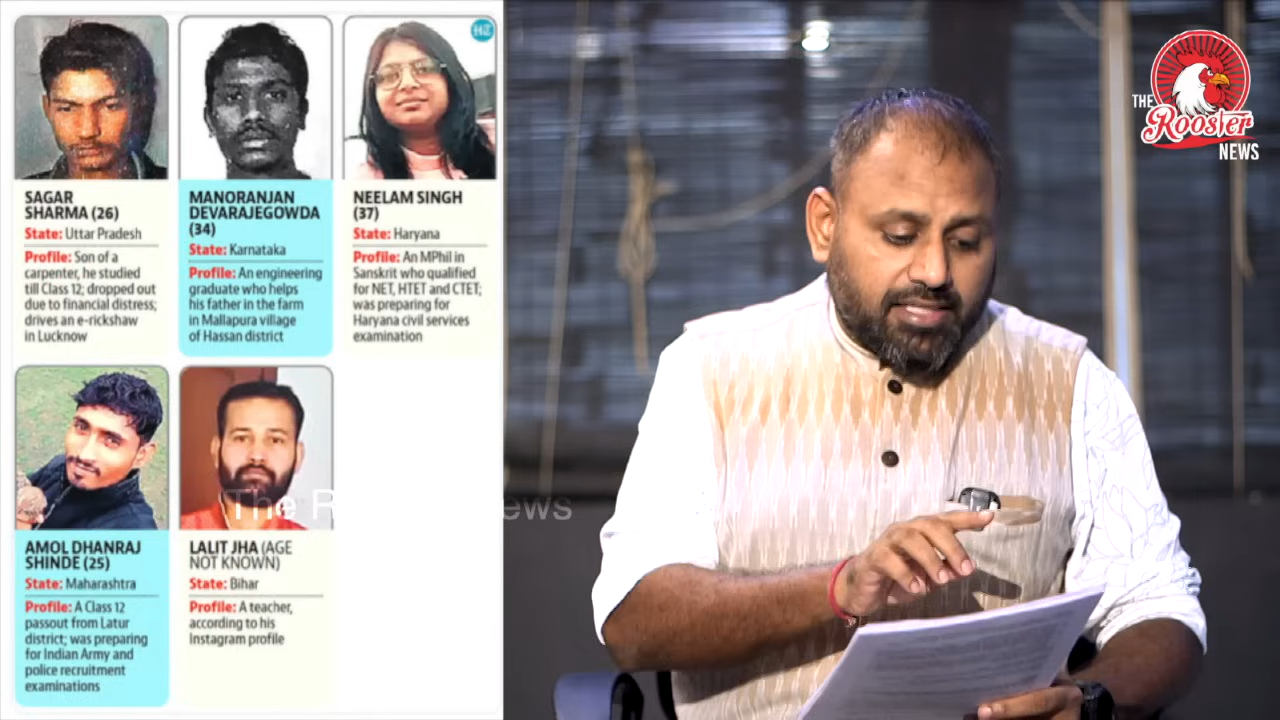 HT
SAGAR
SHARMA (26)
State: Uttar Pradesh
Profile: Son of a
carpenter, he studied
till Class 12; dropped out
due to financial distress;
drives an e-rickshaw
in Lucknow
MANORANJAN
DEVARAJEGOWDA
(34)
State: Karnataka
Profile: An engineering
graduate who helps
his father in the farm
in Mallapura village
of Hassan district
NEELAM SINGH
(37)
State: Haryana
Profile: An MPhil in
Sanskrit who qualified
for NET, HTET and CTET;
was preparing for
Haryana civil services
examination
AMOL DHANRAJ
SHINDE (25)
State: Maharashtra
Profile: A Class 12
passout from Latur
district; was preparing
for Indian Army and
police recruitment
examinations
LALIT JHA (AGE
NOT KNOWN)
State: Bihar
Profile: A teacher,
according to his
Instagram profile
THE
Rooster
NEWS